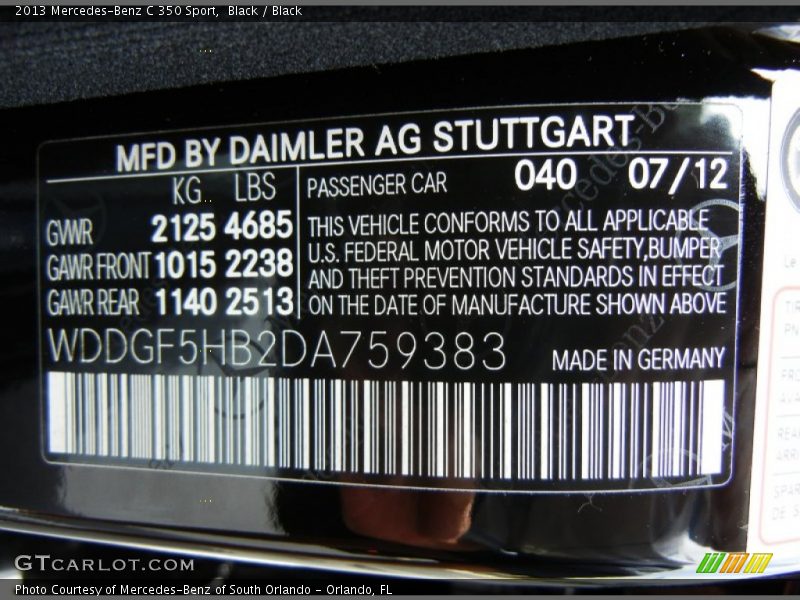 2013 Mercedes-Benz C 350 Sport, Black / Black
MFD BY DAIMLER AG STUTTGART
KG LBS
GWR 2125 4685
GAWR FRONT 1015 2238
GAWR REAR 1140 2513
PASSENGER CAR 040 07/12
THIS VEHICLE CONFORMS TO ALL APPLICABLE
U.S. FEDERAL MOTOR VEHICLE SAFETY,BUMPER
AND THEFT PREVENTION STANDARDS IN EFFECT
ON THE DATE OF MANUFACTURE SHOWN ABOVE
WDDGF5HB2DA759383
MADE IN GERMANY
GTCARLOT.COM
Photo Courtesy of Mercedes-Benz of South Orlando - Orlando, FL